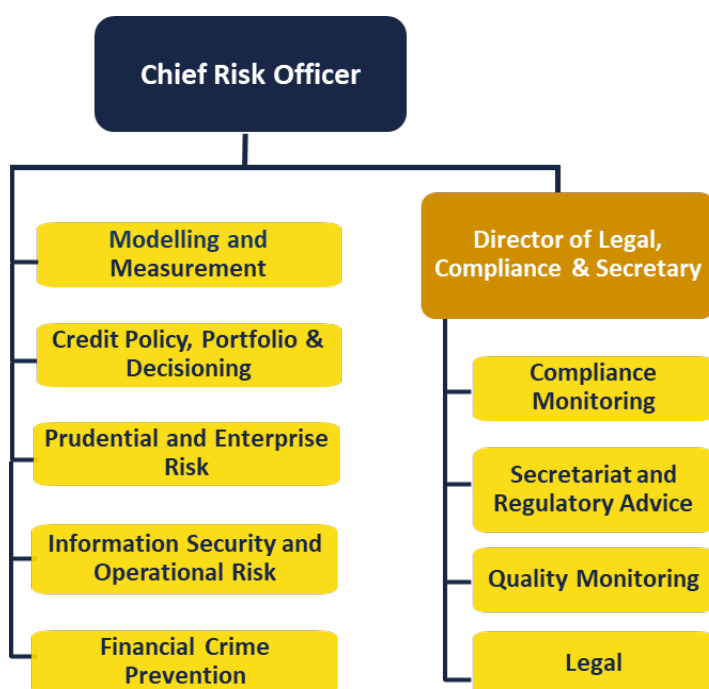 Chief Risk Officer
Modelling and
Measurement
Credit Policy, Portfolio &
Decisioning
Prudential and Enterprise
Risk
Information Security and
Operational Risk
Financial Crime
Prevention
Director of Legal,
Compliance & Secretary
Compliance
Monitoring
Secretariat and
Regulatory Advice
Quality Monitoring
Legal